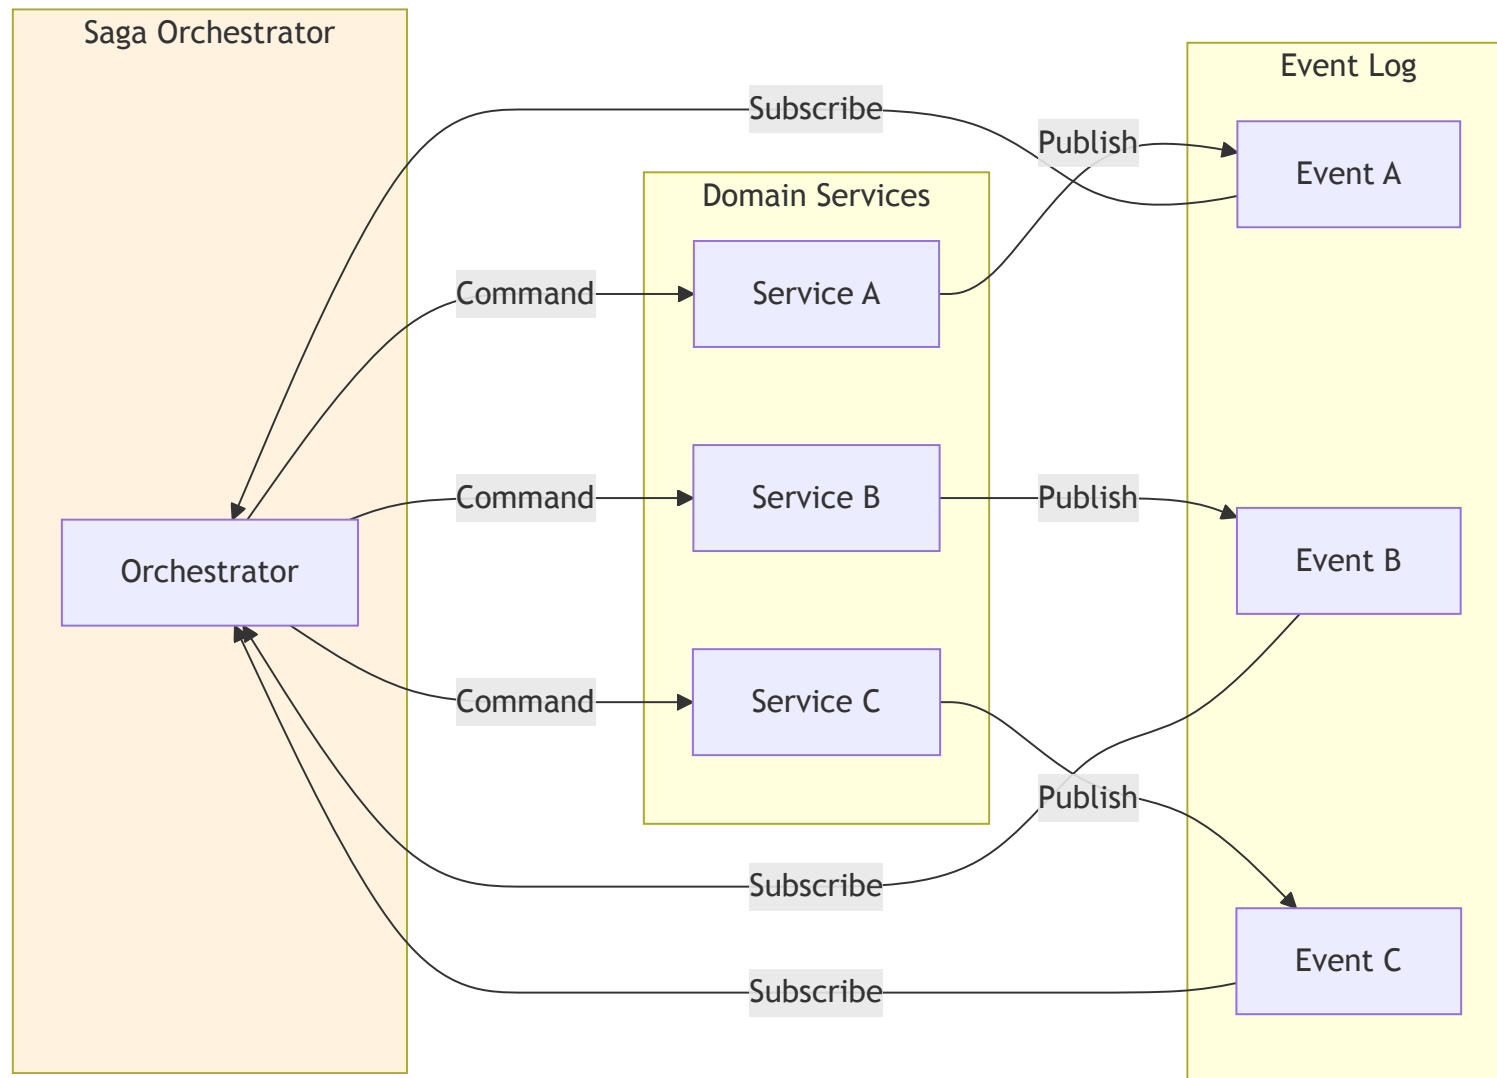 Saga Orchestrator
Event Log
Subscribe
Publish
Event A
Domain Services
Command
Service A
Command
Service B
Publish
Orchestrator
Event B
Command
Service C
Publish
Subscribe
Event C
Subscribe